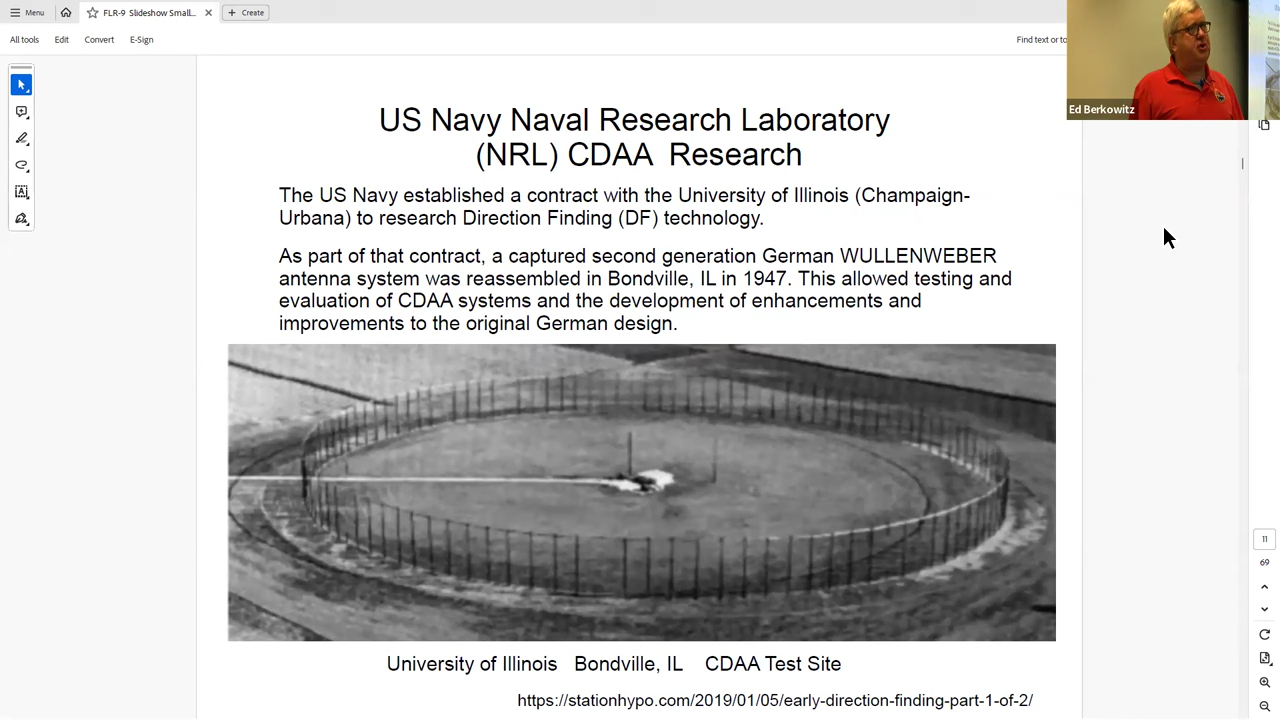 Menu
FLR-9 Slideshow Small...
Create
All tools
Edit
Convert
E-Sign
Find text or to
Ed Berkowitz
US Navy Naval Research Laboratory
(NRL) CDAA Research
The US Navy established a contract with the University of Illinois (Champaign-
Urbana) to research Direction Finding (DF) technology.
As part of that contract, a captured second generation German WULLENWEBER
antenna system was reassembled in Bondville, IL in 1947. This allowed testing and
evaluation of CDAA systems and the development of enhancements and
improvements to the original German design.
University of Illinois Bondville, IL CDAA Test Site
https://stationhypo.com/2019/01/05/early-direction-finding-part-1-of-2/
11
69